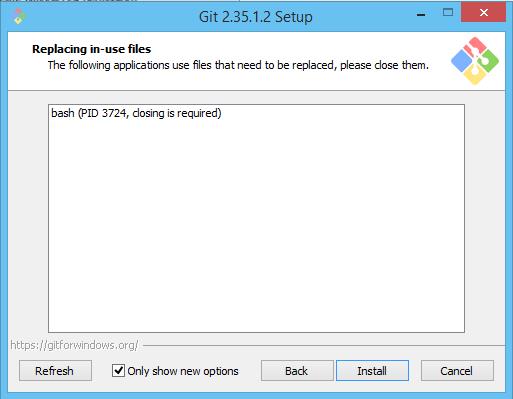 Git 2.35.1.2 Setup
Replacing in-use files
The following applications use files that need to be replaced, please close them.
bash (PID 3724, closing is required)
https://gitforwindows.org/
Refresh
Only show new options
Back
Install
Cancel